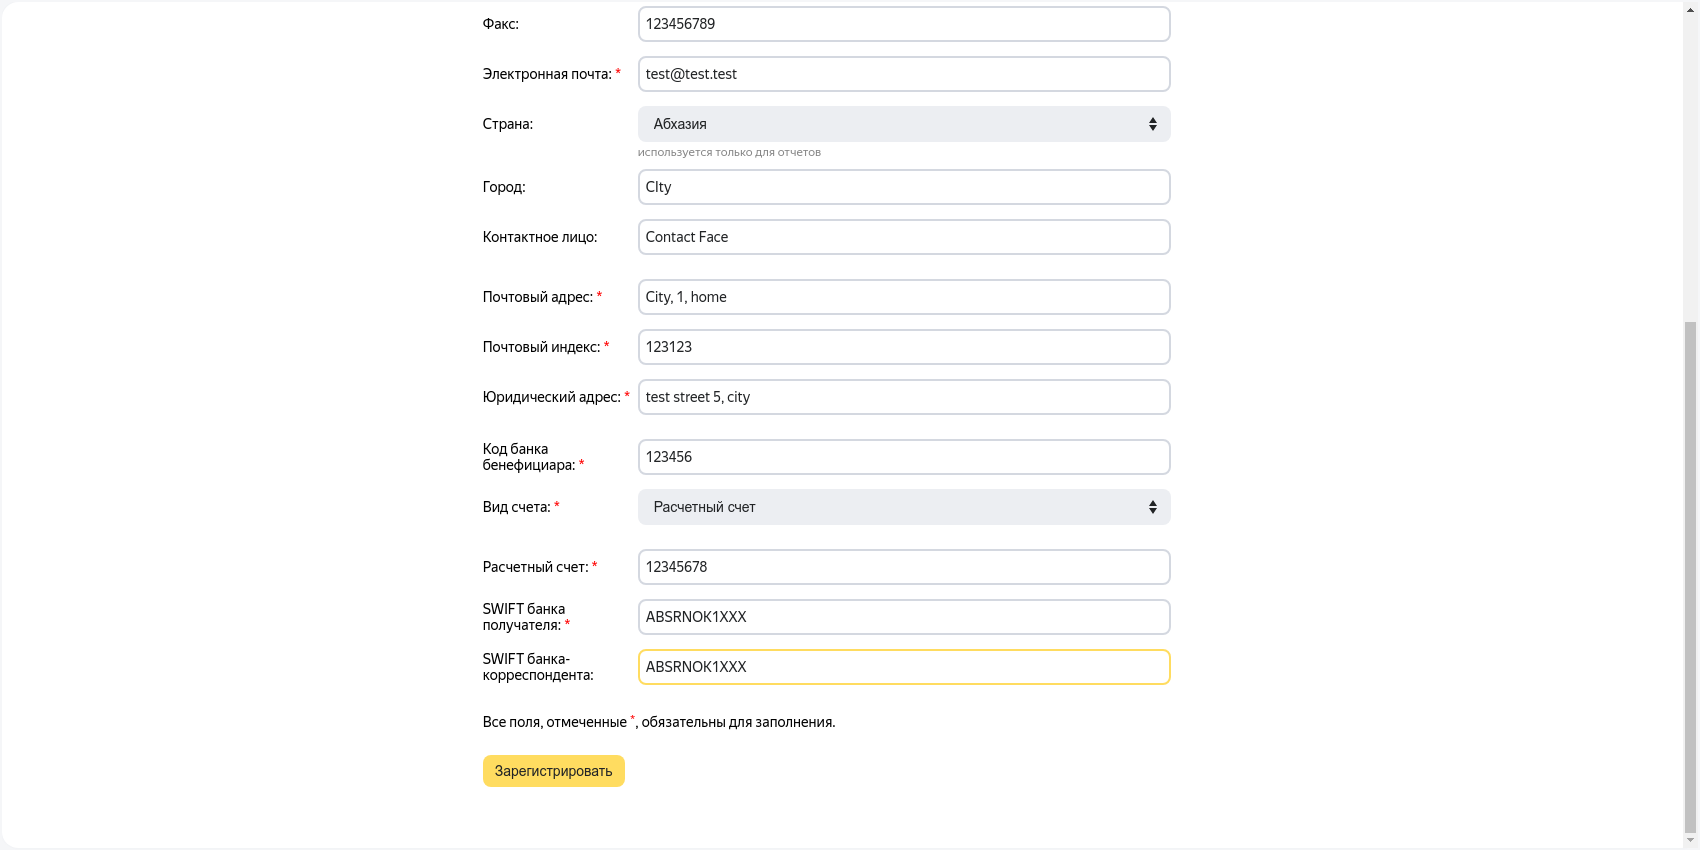 Факс: 123456789
Электронная почта: * test@test.test
Страна: Абхазия
используется только для отчетов
Город: CIty
Контактное лицо: Contact Face
Почтовый адрес: * City, 1, home
Почтовый индекс: * 123123
Юридический адрес: * test street 5, city
Код банка
бенефициара: * 123456
Вид счета: * Расчетный счет
Расчетный счет: * 12345678
SWIFT банка
получателя: * ABSRNOK1XXX
SWIFT банка-
корреспондента: ABSRNOK1XXX
Все поля, отмеченные *, обязательны для заполнения.
Зарегистрировать